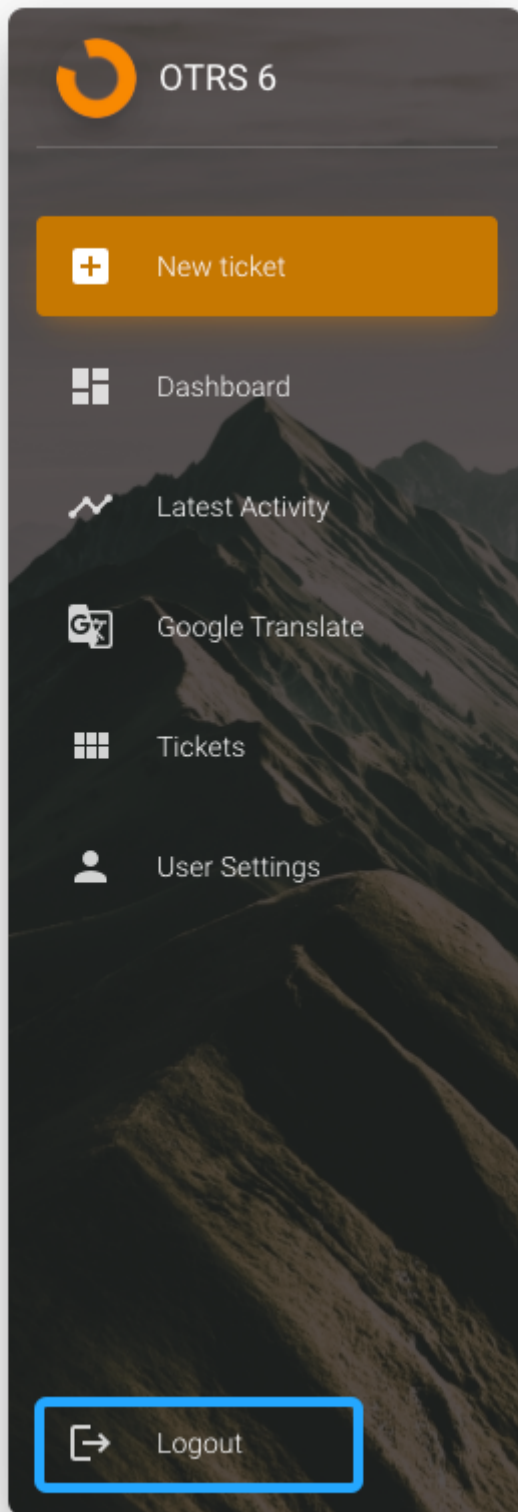 OTRS 6
New ticket
Dashboard
Latest Activity
Google Translate
Tickets
User Settings
Logout